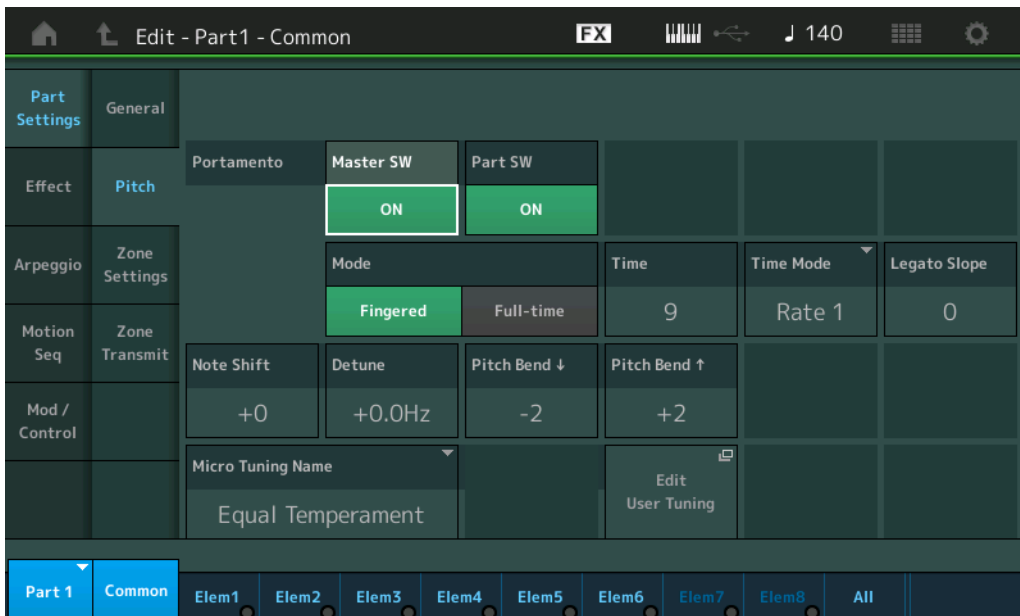 Edit - Part1 - Common
FX
♩ 140
Part
Settings
General
Effect
Pitch
Arpeggio
Zone
Settings
Motion
Seq
Zone
Transmit
Mod /
Control
Portamento
Master SW
Part SW
ON
ON
Mode
Time
Time Mode
Legato Slope
Fingered
Full-time
9
Rate 1
0
Note Shift
Detune
Pitch Bend ↓
Pitch Bend ↑
+0
+0.0Hz
-2
+2
Micro Tuning Name
Equal Temperament
Edit
User Tuning
Part 1
Common
Elem1
Elem2
Elem3
Elem4
Elem5
Elem6
Elem7
Elem8
All